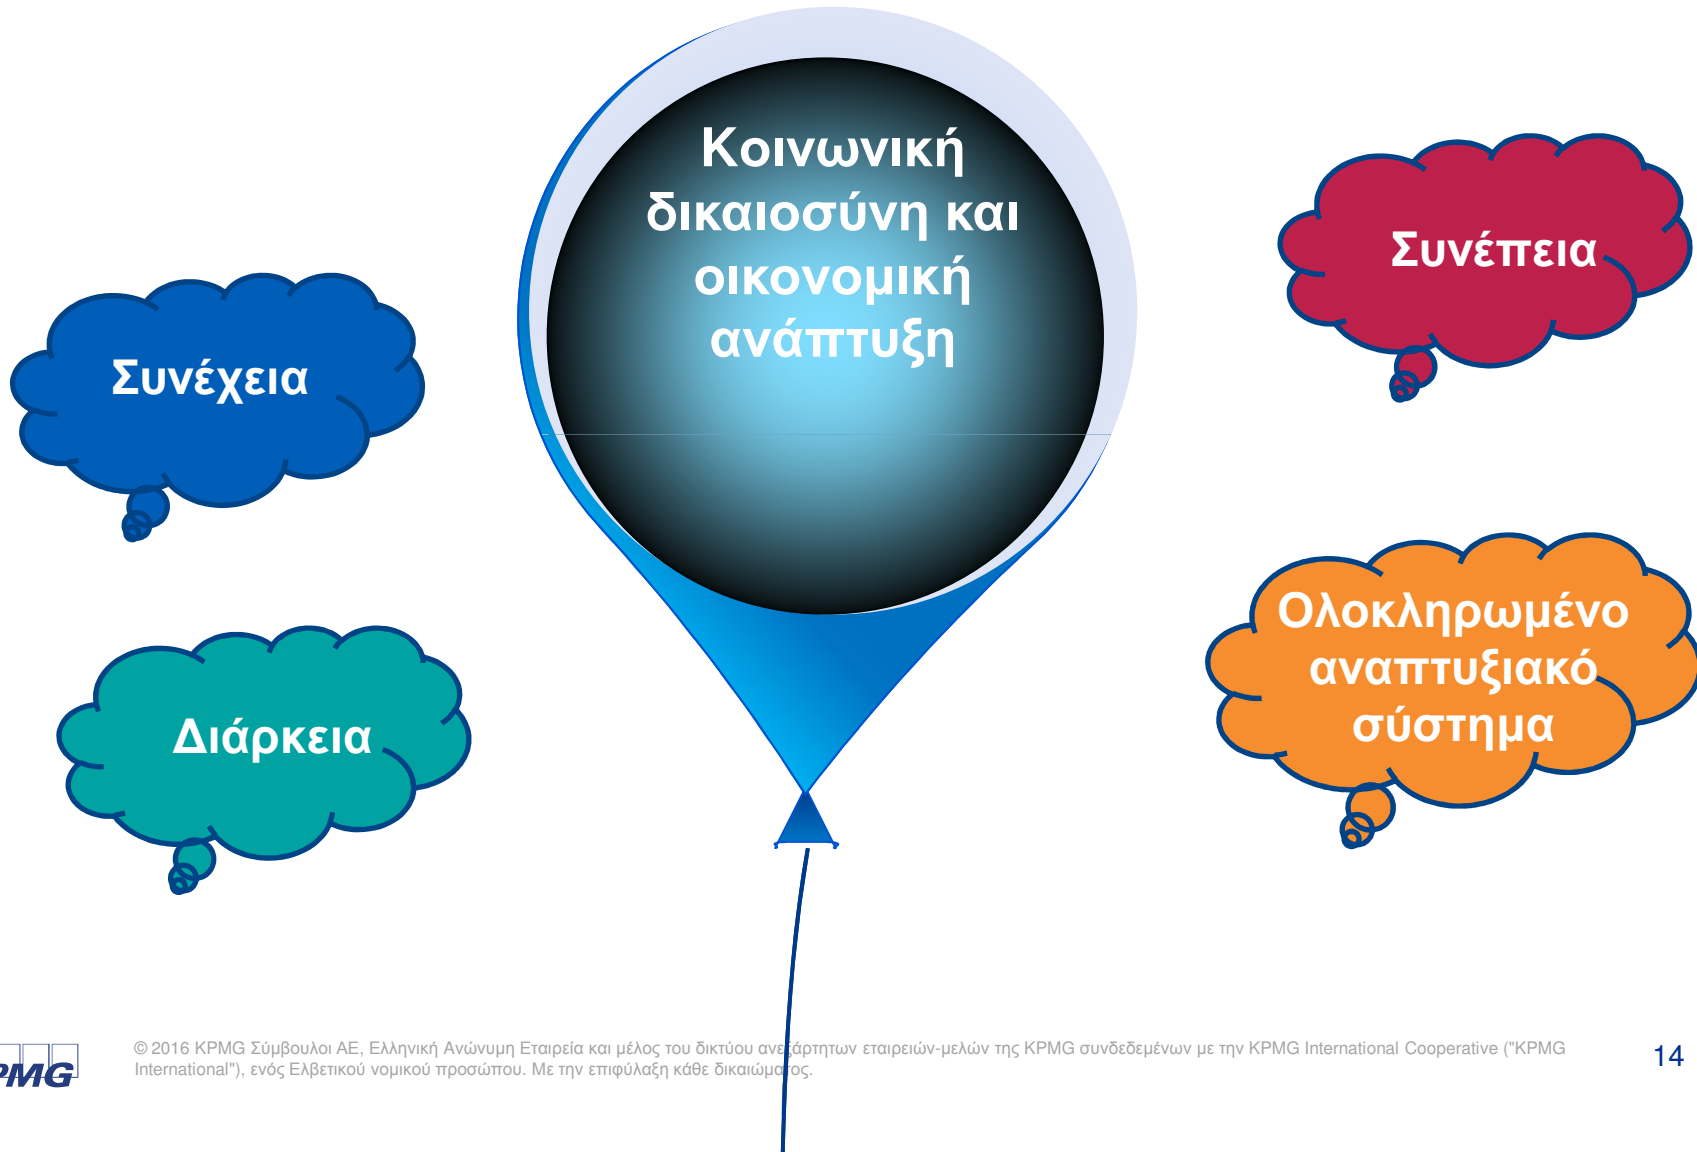 Κοινωνική
δικαιοσύνη και
οικονομική
ανάπτυξη
Συνέπεια
Συνέχεια
Ολοκληρωμένο
αναπτυξιακό
σύστημα
Διάρκεια
© 2016 KPMG Σύμβουλοι ΑΕ, Ελληνική Ανώνυμη Εταιρεία και μέλος του δικτύου ανεξάρτητων εταιρειών-μελών της KPMG συνδεδεμένων με την KPMG International Cooperative ("KPMG
International"), ενός Ελβετικού νομικού προσώπου. Με την επιφύλαξη κάθε δικαιώματος.
PMG
14